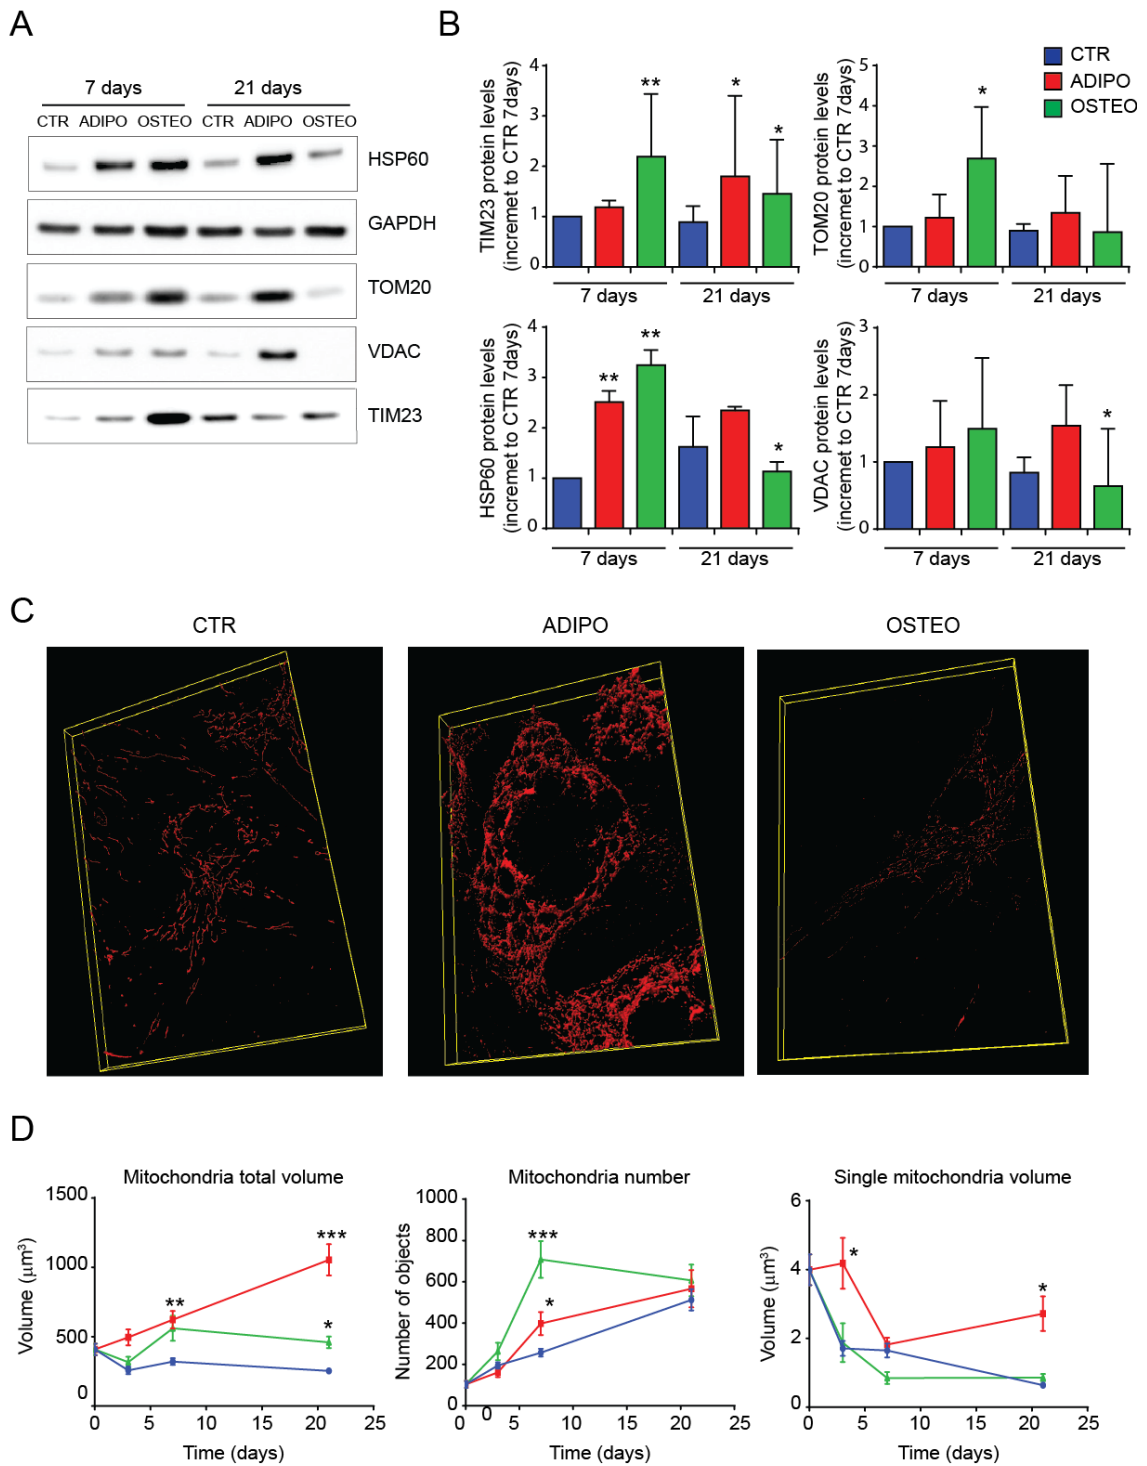 A
7 days 21 days
CTR ADIPO OSTEO CTR ADIPO OSTEO
HSP60
GAPDH
TOM20
VDAC
TIM23
B
CTR
ADIPO
OSTEO
TIM23 protein levels
(incremet to CTR 7days)
4
3
2
1
0
**
*
*
7 days 21 days
TOM20 protein levels
(incremet to CTR 7days)
5
4
3
2
1
0
*
7 days 21 days
HSP60 protein levels
(incremet to CTR 7days)
4
3
2
1
0
**
**
*
7 days 21 days
VDAC protein levels
(incremet to CTR 7days)
3
2
1
0
*
7 days 21 days
C
CTR ADIPO OSTEO
D
Mitochondria total volume
Volume (μm³)
1500
1000
500
0
**
***
*
0 5 10 15 20 25
Time (days)
Mitochondria number
Number of objects
1000
800
600
400
200
0
***
*
0 0 5 10 15 20 25
Time (days)
Single mitochondria volume
Volume (μm³)
6
4
2
0
*
*
0 5 10 15 20 25
Time (days)